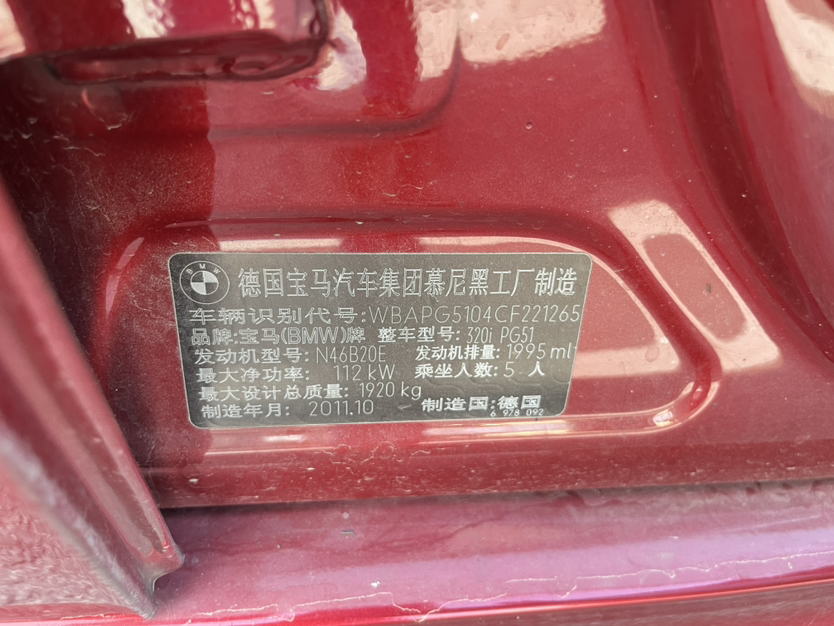 BMW
德国宝马汽车集团慕尼黑工厂制造
车辆识别代号:WBAPG5104CF221265
品牌:宝马(BMW)牌 整车型号: 320i PG51
发动机型号: N46B20E 发动机排量: 1995 ml
最大净功率: 112 kW 乘坐人数: 5 人
最大设计总质量: 1920 kg
制造年月: 2011.10 制造国: 德国
6 978 092